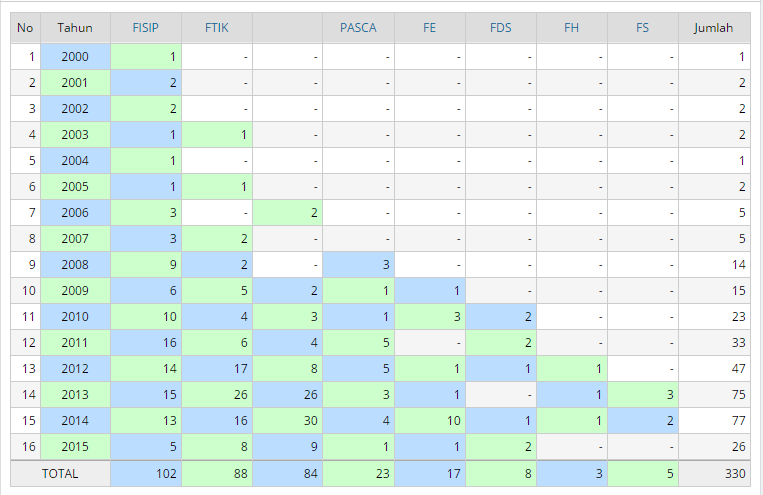 No Tahun FISIP FTIK PASCA FE FDS FH FS Jumlah
1 2000 1 - - - - - - - 1
2 2001 2 - - - - - - - 2
3 2002 2 - - - - - - - 2
4 2003 1 1 - - - - - - 2
5 2004 1 - - - - - - - 1
6 2005 1 1 - - - - - - 2
7 2006 3 - 2 - - - - - 5
8 2007 3 2 - - - - - - 5
9 2008 9 2 - 3 - - - - 14
10 2009 6 5 2 1 1 - - - 15
11 2010 10 4 3 1 3 2 - - 23
12 2011 16 6 4 5 - 2 - - 33
13 2012 14 17 8 5 1 1 1 - 47
14 2013 15 26 26 3 1 - 1 3 75
15 2014 13 16 30 4 10 1 1 2 77
16 2015 5 8 9 1 1 2 - - 26
TOTAL 102 88 84 23 17 8 3 5 330